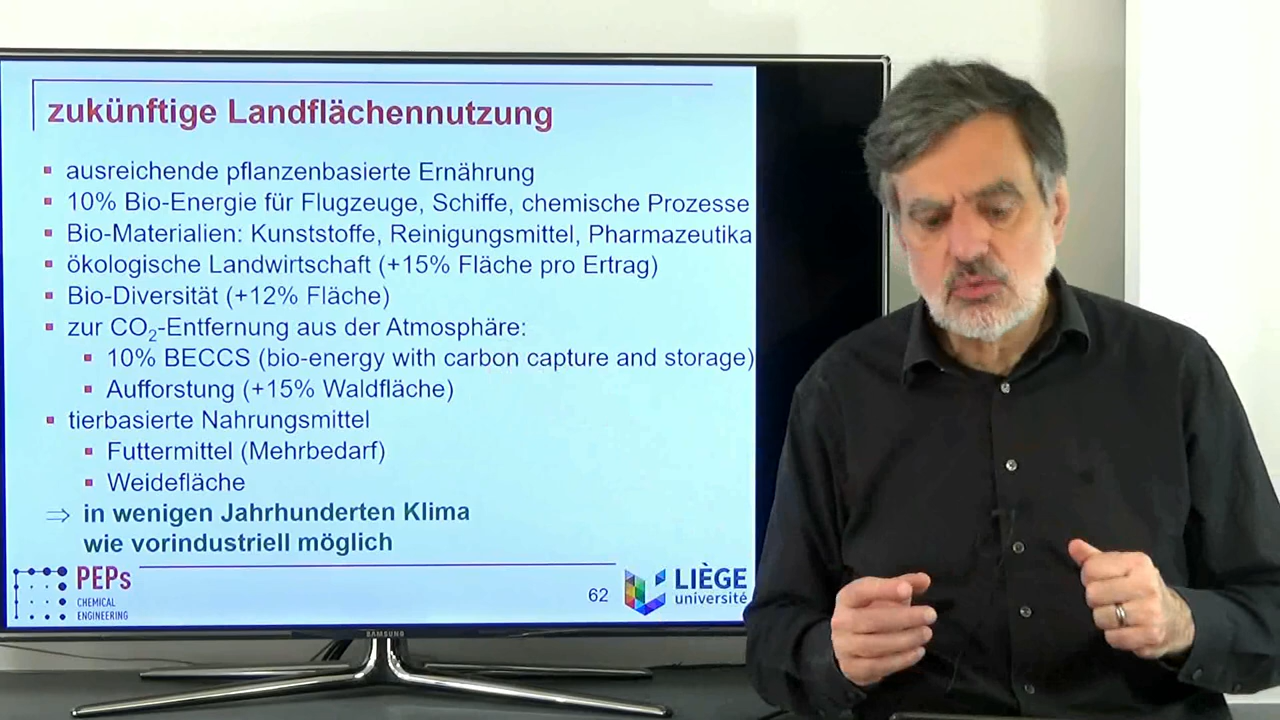 zukünftige Landflächennutzung
▪ ausreichende pflanzenbasierte Ernährung
▪ 10% Bio-Energie für Flugzeuge, Schiffe, chemische Prozesse
▪ Bio-Materialien: Kunststoffe, Reinigungsmittel, Pharmazeutika
▪ ökologische Landwirtschaft (+15% Fläche pro Ertrag)
▪ Bio-Diversität (+12% Fläche)
▪ zur CO₂-Entfernung aus der Atmosphäre:
▪ 10% BECCS (bio-energy with carbon capture and storage)
▪ Aufforstung (+15% Waldfläche)
▪ tierbasierte Nahrungsmittel
▪ Futtermittel (Mehrbedarf)
▪ Weidefläche
⇒ in wenigen Jahrhunderten Klima
wie vorindustriell möglich
PEPs
CHEMICAL
ENGINEERING
62
LIÈGE
université
SAMSUNG